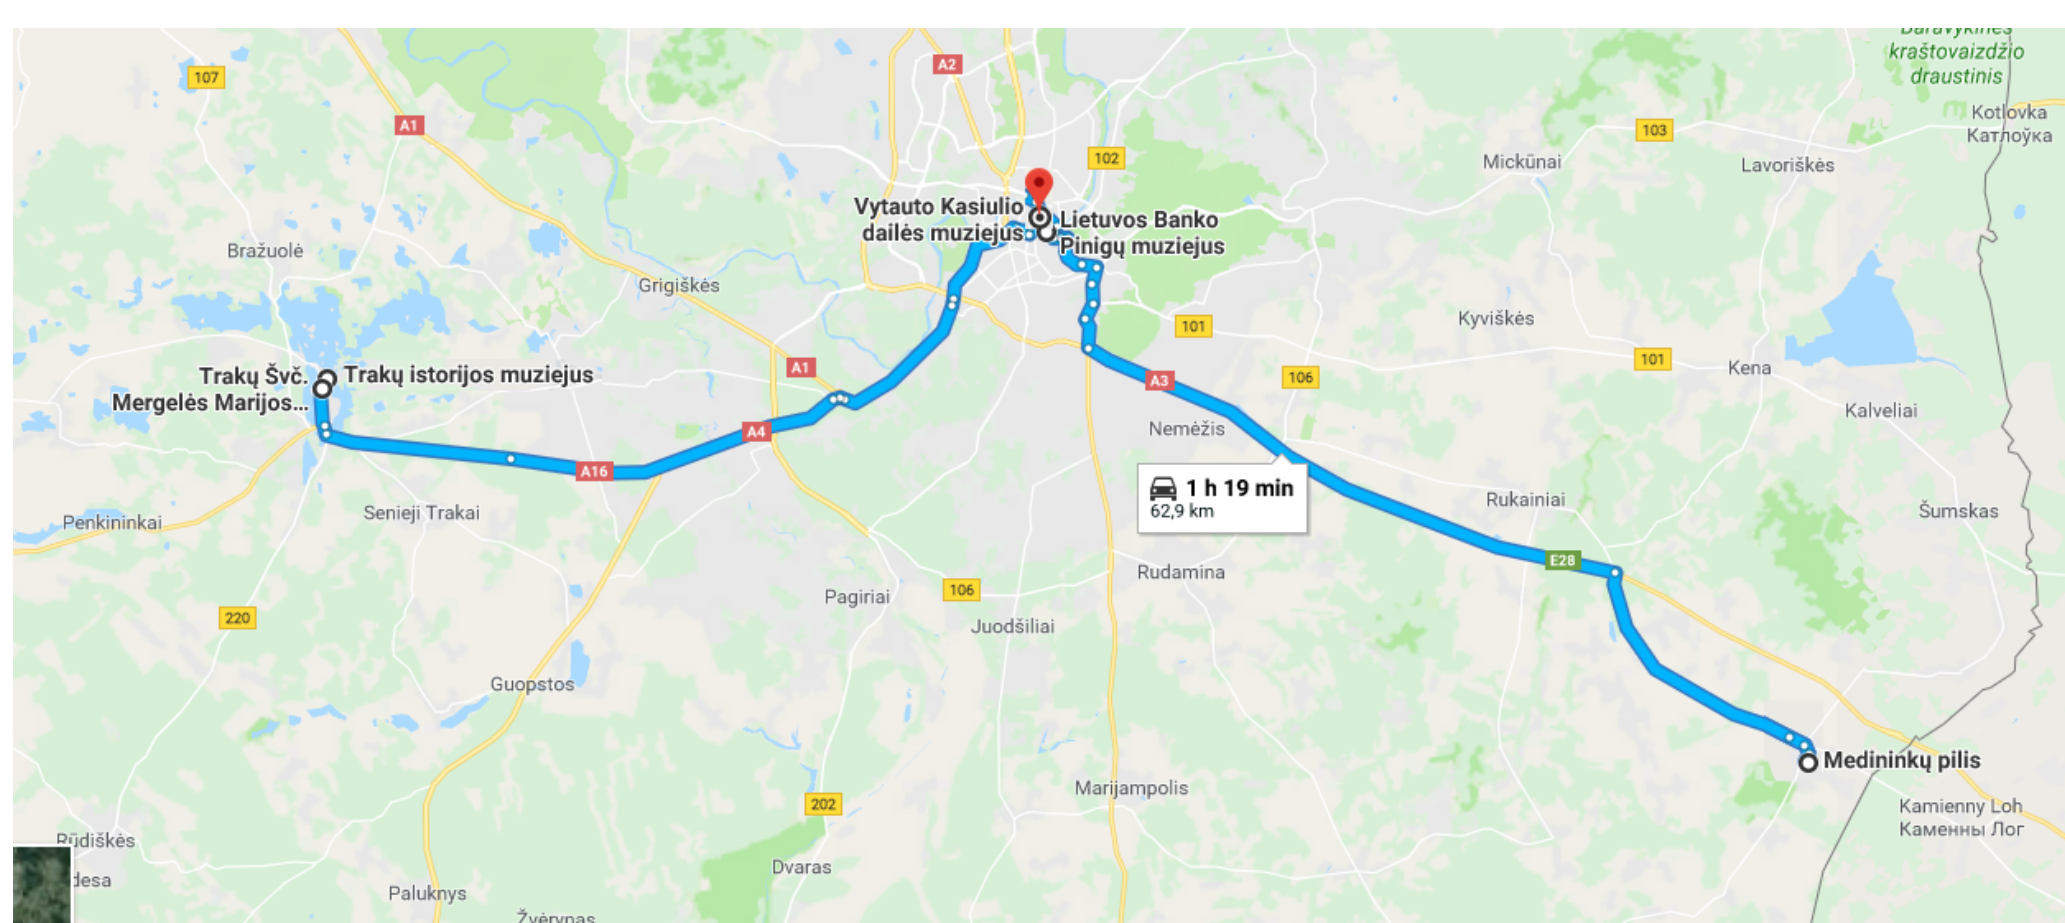 Daravykinės
kraštovaizdžio
draustinis
A2
107
Kotlovka
Катлоўка
A1
103
102
Mickūnai
Lavoriškės
Vytauto Kasiulio
dailės muziejus
Lietuvos Banko
Pinigų muziejus
Bražuolė
Grigiškės
Kyviškės
101
101
Kena
A1
Trakų Švč.
Mergelės Marijos...
Trakų istorijos muziejus
A3
106
Kalveliai
Nemėžis
A4
A16
1 h 19 min
62,9 km
Rukainiai
Šumskas
Senieji Trakai
Penkininkai
E28
Rudamina
106
Pagiriai
220
Juodšiliai
Guopstos
Medininkų pilis
Marijampolis
202
Kamienny Loh
Каменны Лог
Rūdiškės
Dvaras
desa
Paluknys
Žvėrynas